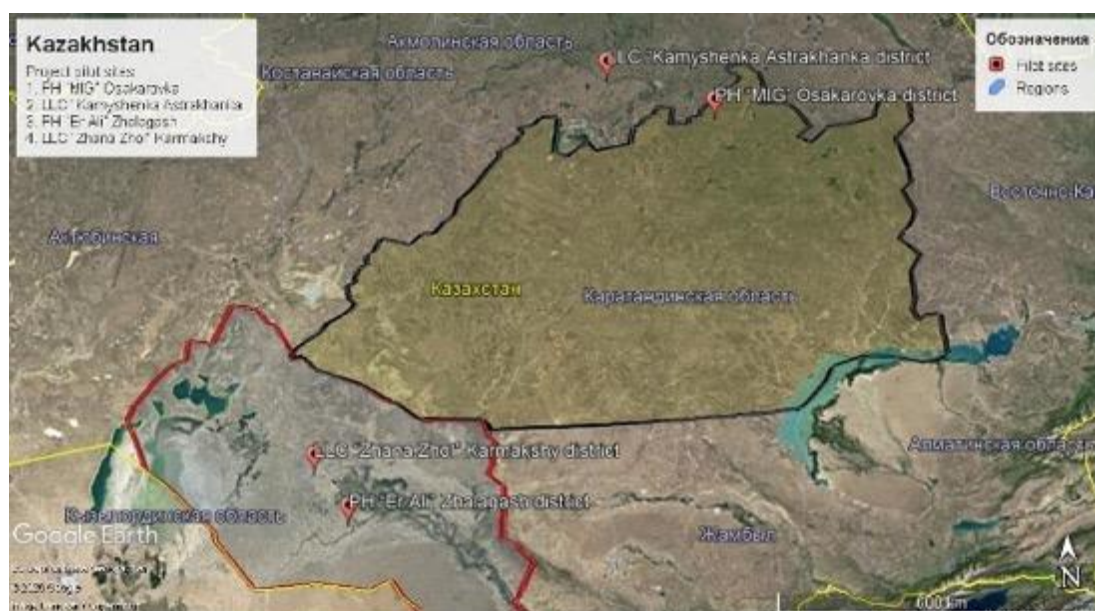 Kazakhstan
Project pilot sites
1. PH "MIG" Osakarovka
2. LLC "Kamyshenka Astrakhanka
3. PH "Er Ali" Zhalagash
4. LLC "Zhana Zhol" Karmakshy
Обозначения
Pilot sites
Regions
Акмолинская область
LC "Kamyshenka Astrakhanka district
Костанайская область
PH "MIG" Osakarovka district
Восточно-Ка
Актюбинская
Казахстан
Карагандинская область
Алматинская область
LLC "Zhana Zhol" Karmakshy district
PH "Er Ali" Zhalagash district
Кызылординская область
Жамбыл
Google Earth
600 km
N